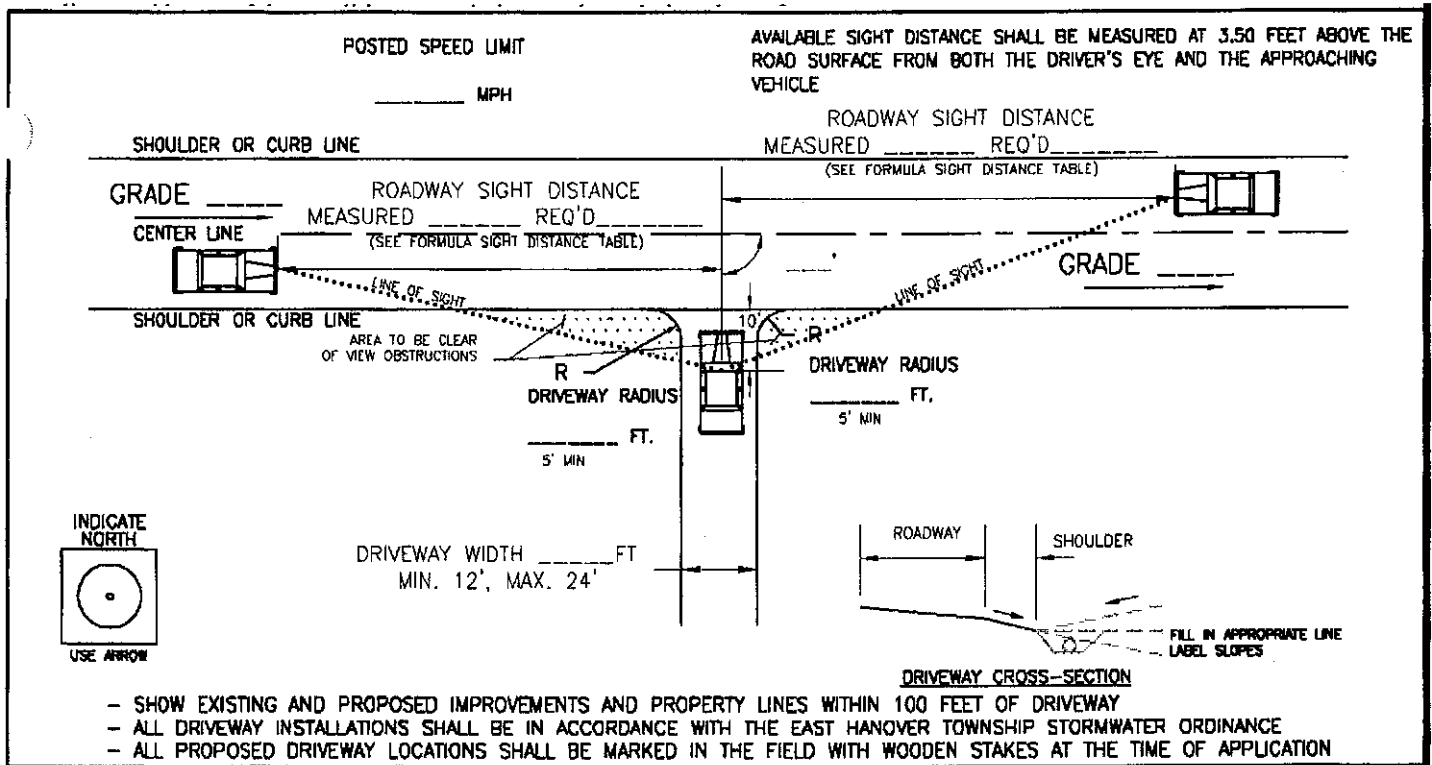 POSTED SPEED LIMIT
______ MPH
AVAILABLE SIGHT DISTANCE SHALL BE MEASURED AT 3.50 FEET ABOVE THE
ROAD SURFACE FROM BOTH THE DRIVER'S EYE AND THE APPROACHING
VEHICLE
ROADWAY SIGHT DISTANCE
MEASURED ______ REQ'D_______
(SEE FORMULA SIGHT DISTANCE TABLE)
SHOULDER OR CURB LINE
GRADE _____
ROADWAY SIGHT DISTANCE
MEASURED ______ REQ'D_______
(SEE FORMULA SIGHT DISTANCE TABLE)
CENTER LINE
LINE OF SIGHT
____'
LINE OF SIGHT
GRADE _____
SHOULDER OR CURB LINE
10'
AREA TO BE CLEAR
OF VIEW OBSTRUCTIONS
R
DRIVEWAY RADIUS
______ FT.
5' MIN
R
DRIVEWAY RADIUS
______ FT.
5' MIN
INDICATE
NORTH
USE ARROW
DRIVEWAY WIDTH _____FT
MIN. 12', MAX. 24'
ROADWAY
SHOULDER
FILL IN APPROPRIATE LINE
LABEL SLOPES
DRIVEWAY CROSS-SECTION
- SHOW EXISTING AND PROPOSED IMPROVEMENTS AND PROPERTY LINES WITHIN 100 FEET OF DRIVEWAY
- ALL DRIVEWAY INSTALLATIONS SHALL BE IN ACCORDANCE WITH THE EAST HANOVER TOWNSHIP STORMWATER ORDINANCE
- ALL PROPOSED DRIVEWAY LOCATIONS SHALL BE MARKED IN THE FIELD WITH WOODEN STAKES AT THE TIME OF APPLICATION